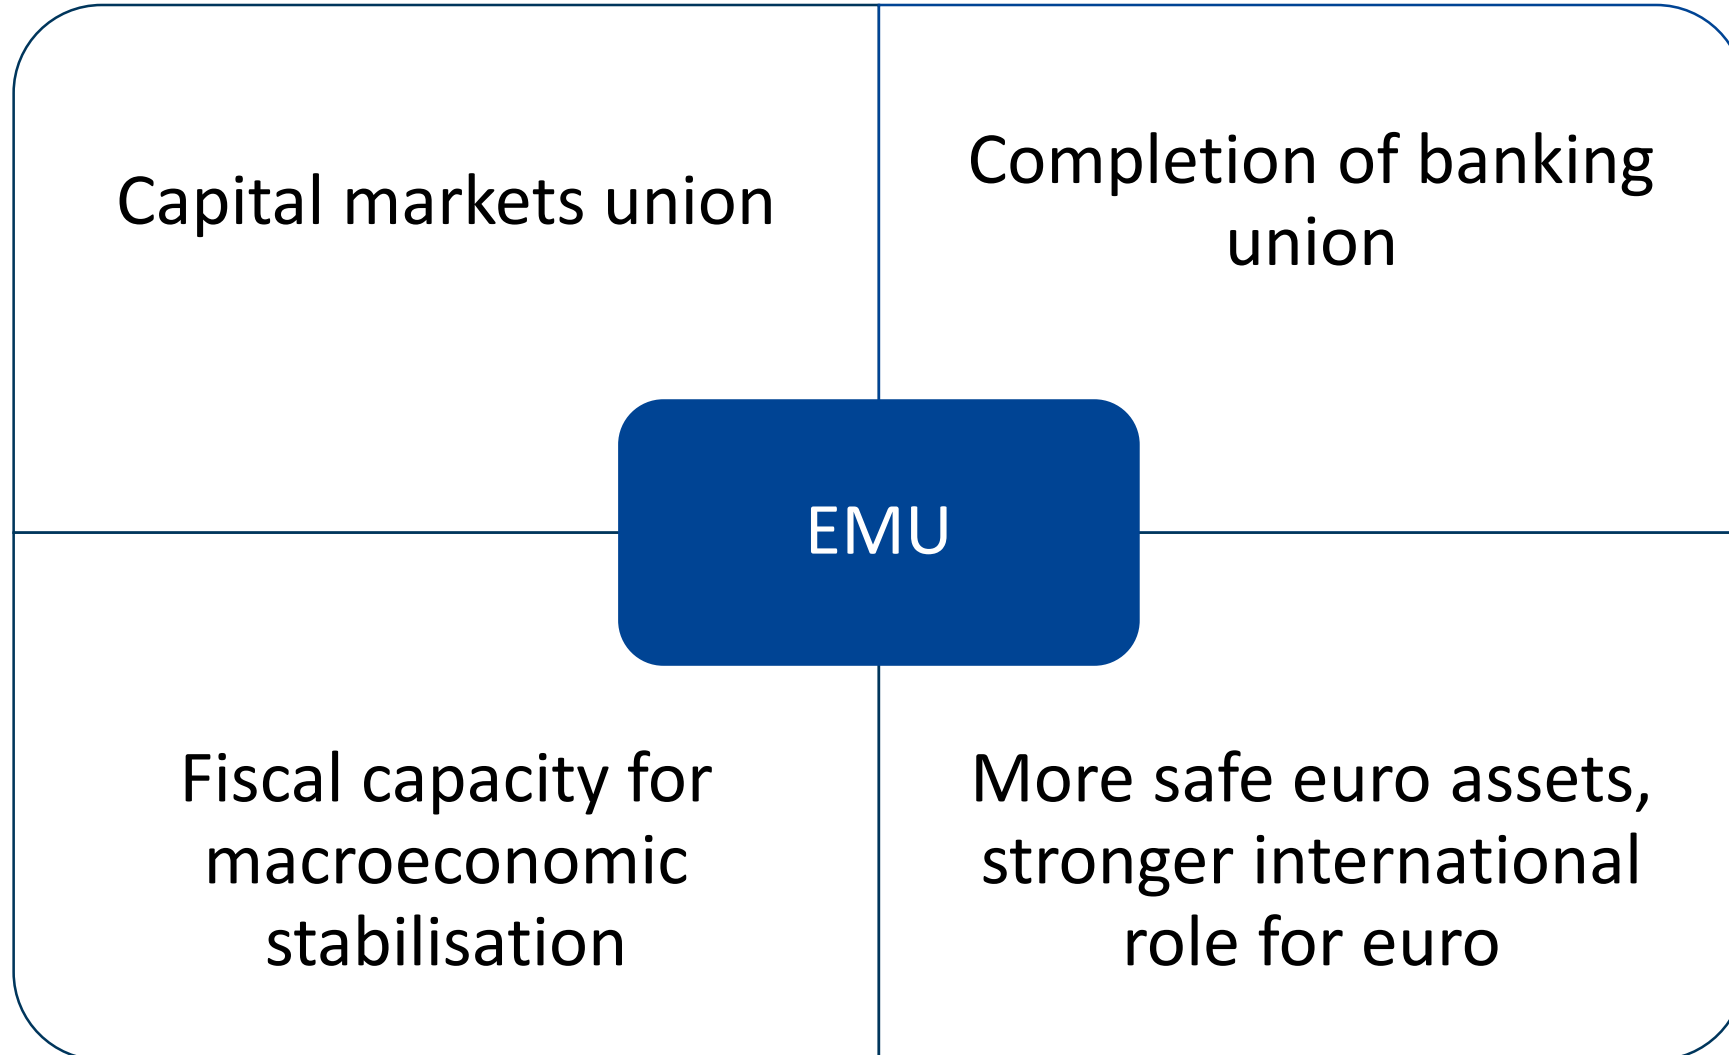 Capital markets union
Completion of banking
union
EMU
Fiscal capacity for
macroeconomic
stabilisation
More safe euro assets,
stronger international
role for euro